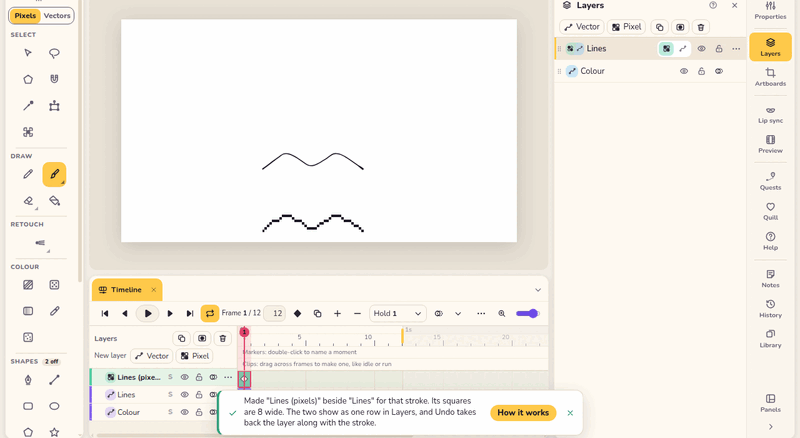 Pixels Vectors
SELECT
DRAW
RETOUCH
COLOUR
SHAPES 2 off
Timeline ×
Frame 1 / 12 12 Hold 1
Layers
New layer Vector Pixel
1 5 10 1s 15 20
Markers: double-click to name a moment
Clips: drag across frames to make one, like idle or run
Lines (pixe... S
Lines S
Colour S
Made "Lines (pixels)" beside "Lines" for that stroke. Its squares
are 8 wide. The two show as one row in Layers, and Undo takes
back the layer along with the stroke.
How it works
Layers
Vector Pixel
Lines
Colour
Properties
Layers
Artboards
Lip sync
Preview
Quests
Quill
Help
Notes
History
Library
Panels